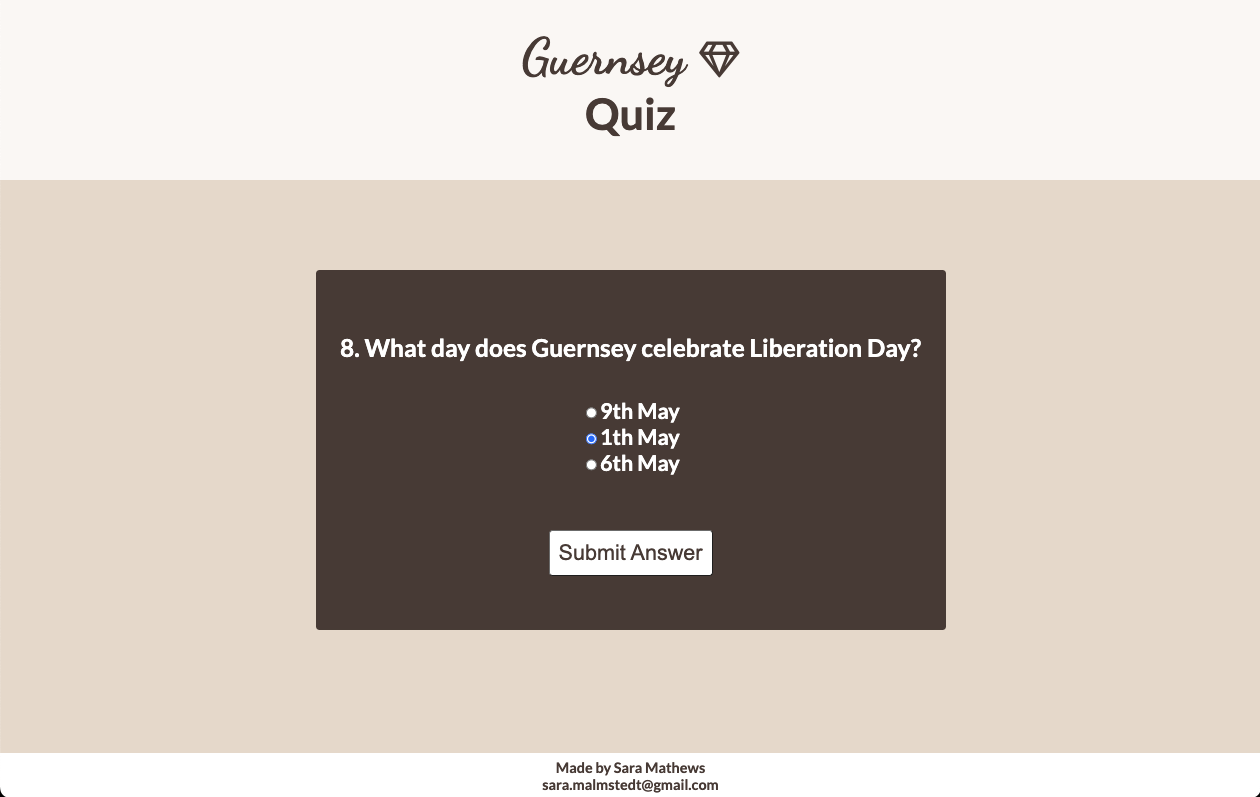 Guernsey
Quiz
8. What day does Guernsey celebrate Liberation Day?
9th May
1th May
6th May
Submit Answer
Made by Sara Mathews
sara.malmstedt@gmail.com